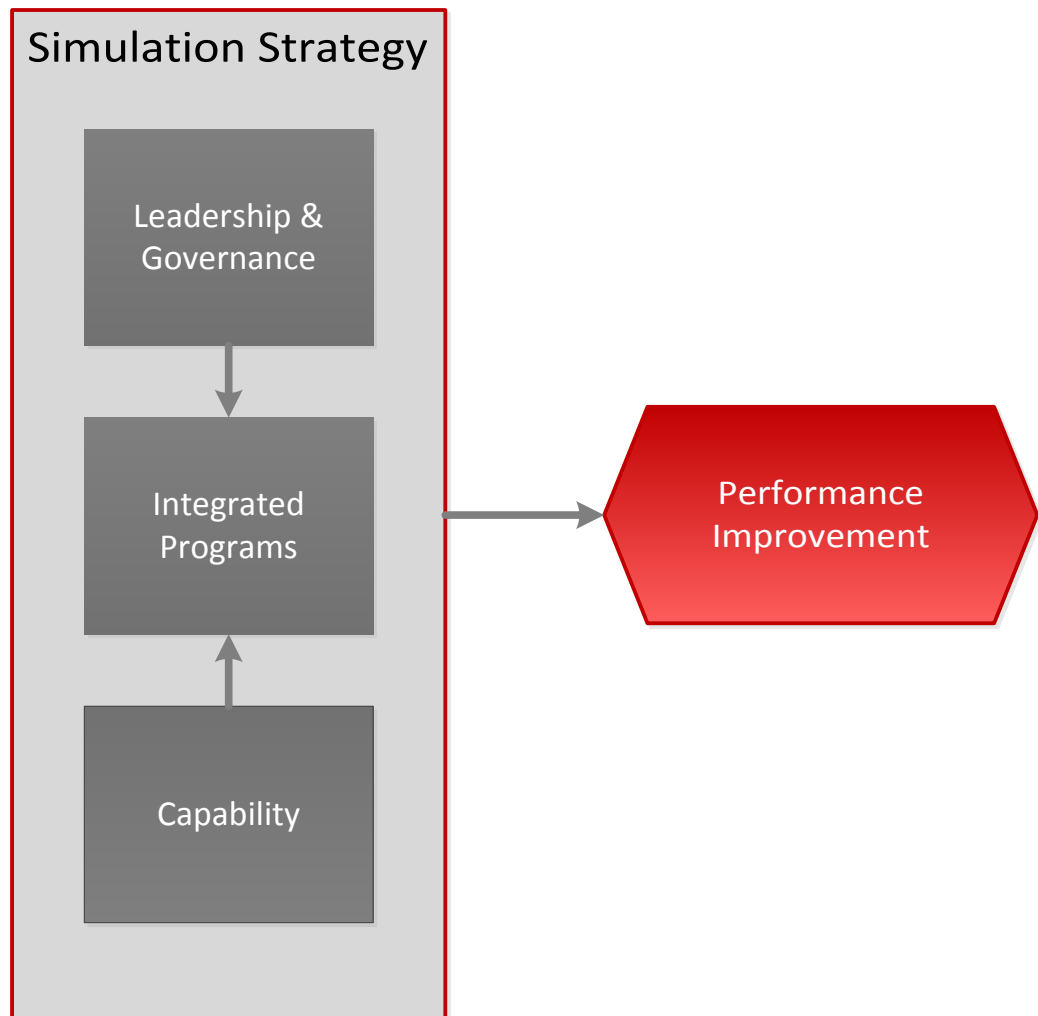 Simulation Strategy
Leadership &
Governance
Integrated
Programs
Performance
Improvement
Capability